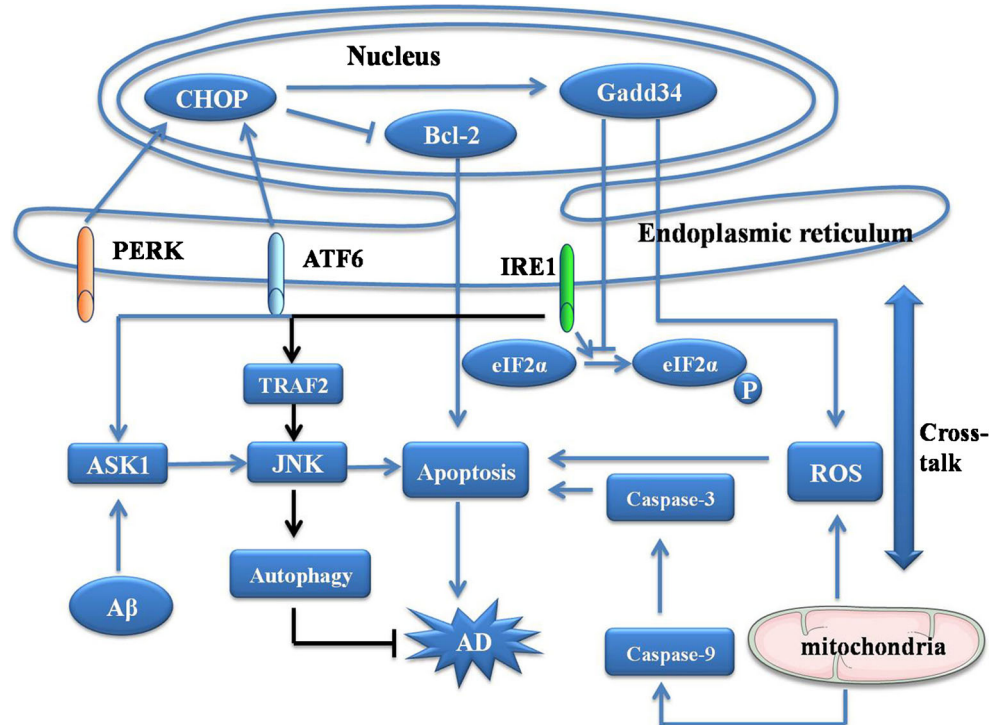 Nucleus
CHOP
Gadd34
Bcl-2
Endoplasmic reticulum
PERK
ATF6
IRE1
eIF2α
eIF2α
P
TRAF2
Cross-
talk
ASK1
JNK
Apoptosis
ROS
Caspase-3
Autophagy
Aβ
AD
Caspase-9
mitochondria